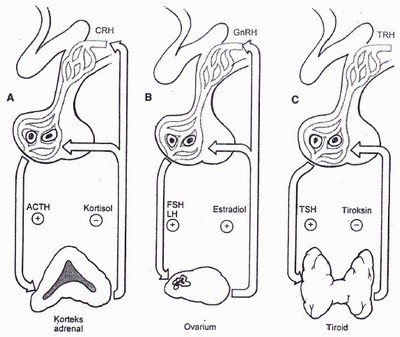 CRH
GnRH
TRH
A
B
C
ACTH
Kortisol
FSH
LH
Estradiol
TSH
Tiroksin
+
−
+
+
+
−
Korteks
adrenal
Ovarium
Tiroid